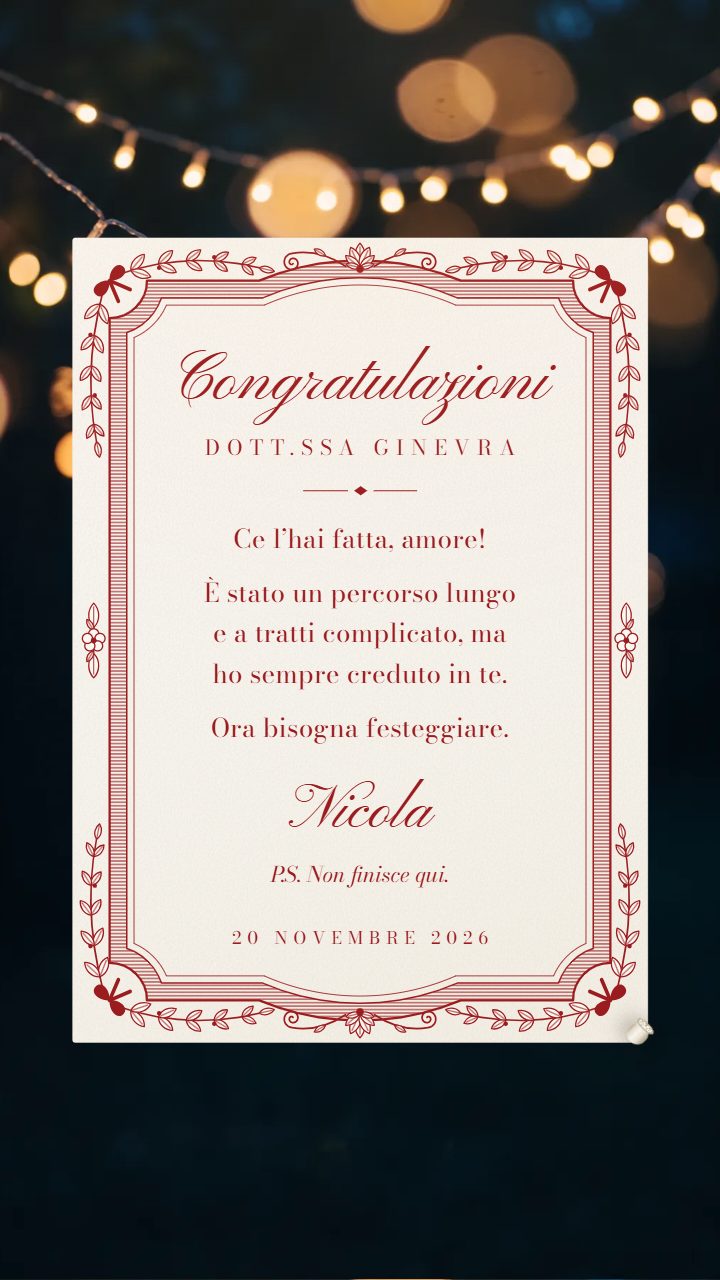 Congratulazioni
DOTT.SSA GINEVRA
Ce l’hai fatta, amore!
È stato un percorso lungo
e a tratti complicato, ma
ho sempre creduto in te.
Ora bisogna festeggiare.
Nicola
P.S. Non finisce qui.
20 NOVEMBRE 2026